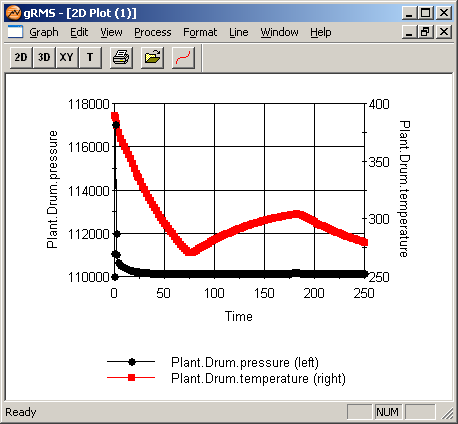 gRMS - [2D Plot (1)]
Graph Edit View Process Format Line Window Help
2D 3D XY T
118000
116000
114000
112000
110000
Plant.Drum.pressure
400
350
300
250
Plant.Drum.temperature
0 50 100 150 200 250
Time
Plant.Drum.pressure (left)
Plant.Drum.temperature (right)
Ready NUM